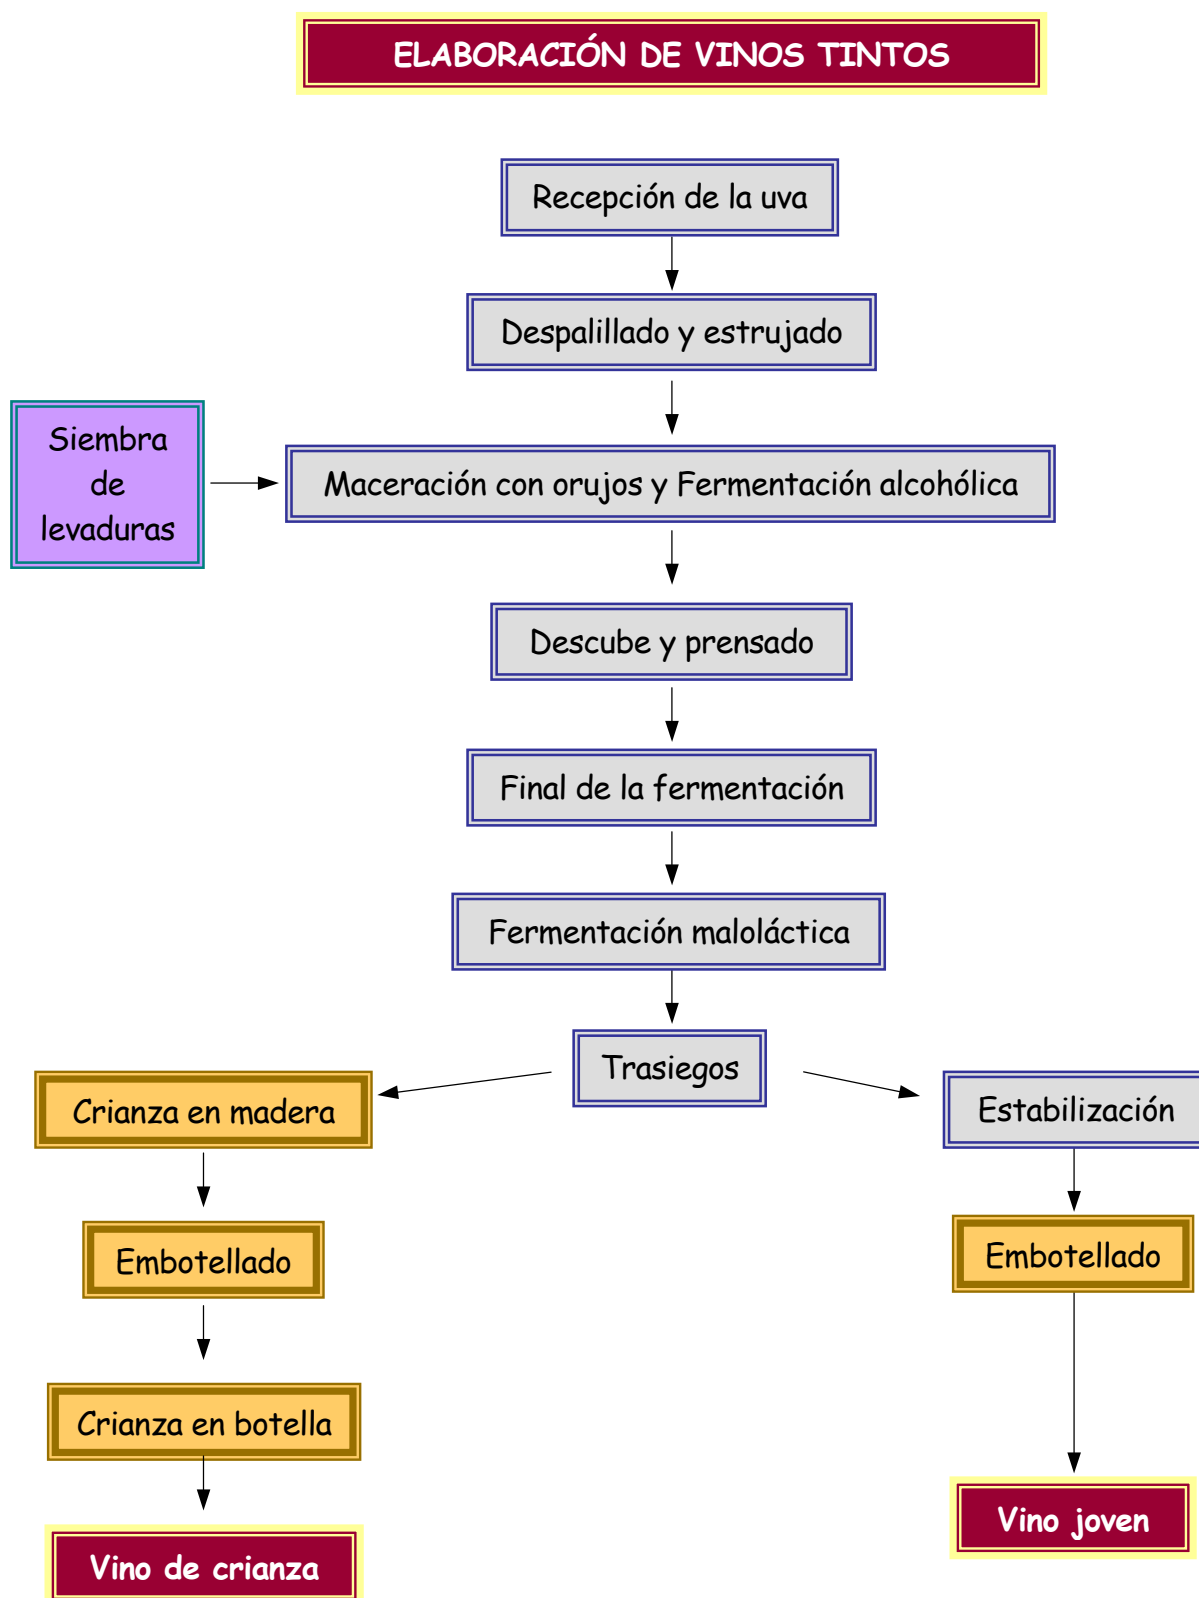 ELABORACIÓN DE VINOS TINTOS
Recepción de la uva
Despalillado y estrujado
Siembra
de
levaduras
Maceración con orujos y Fermentación alcohólica
Descube y prensado
Final de la fermentación
Fermentación maloláctica
Trasiegos
Crianza en madera
Estabilización
Embotellado
Embotellado
Crianza en botella
Vino joven
Vino de crianza